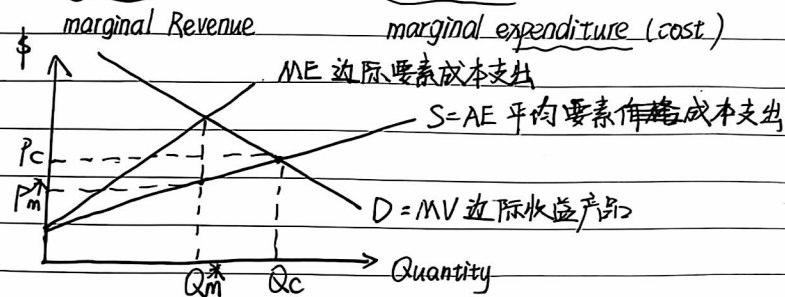 marginal Revenue marginal expenditure (cost)
$
ME 边际要素成本支出
S=AE 平均要素成本支出
Pc
Pm*
D=MV 边际收益产品
Qm* Qc Quantity